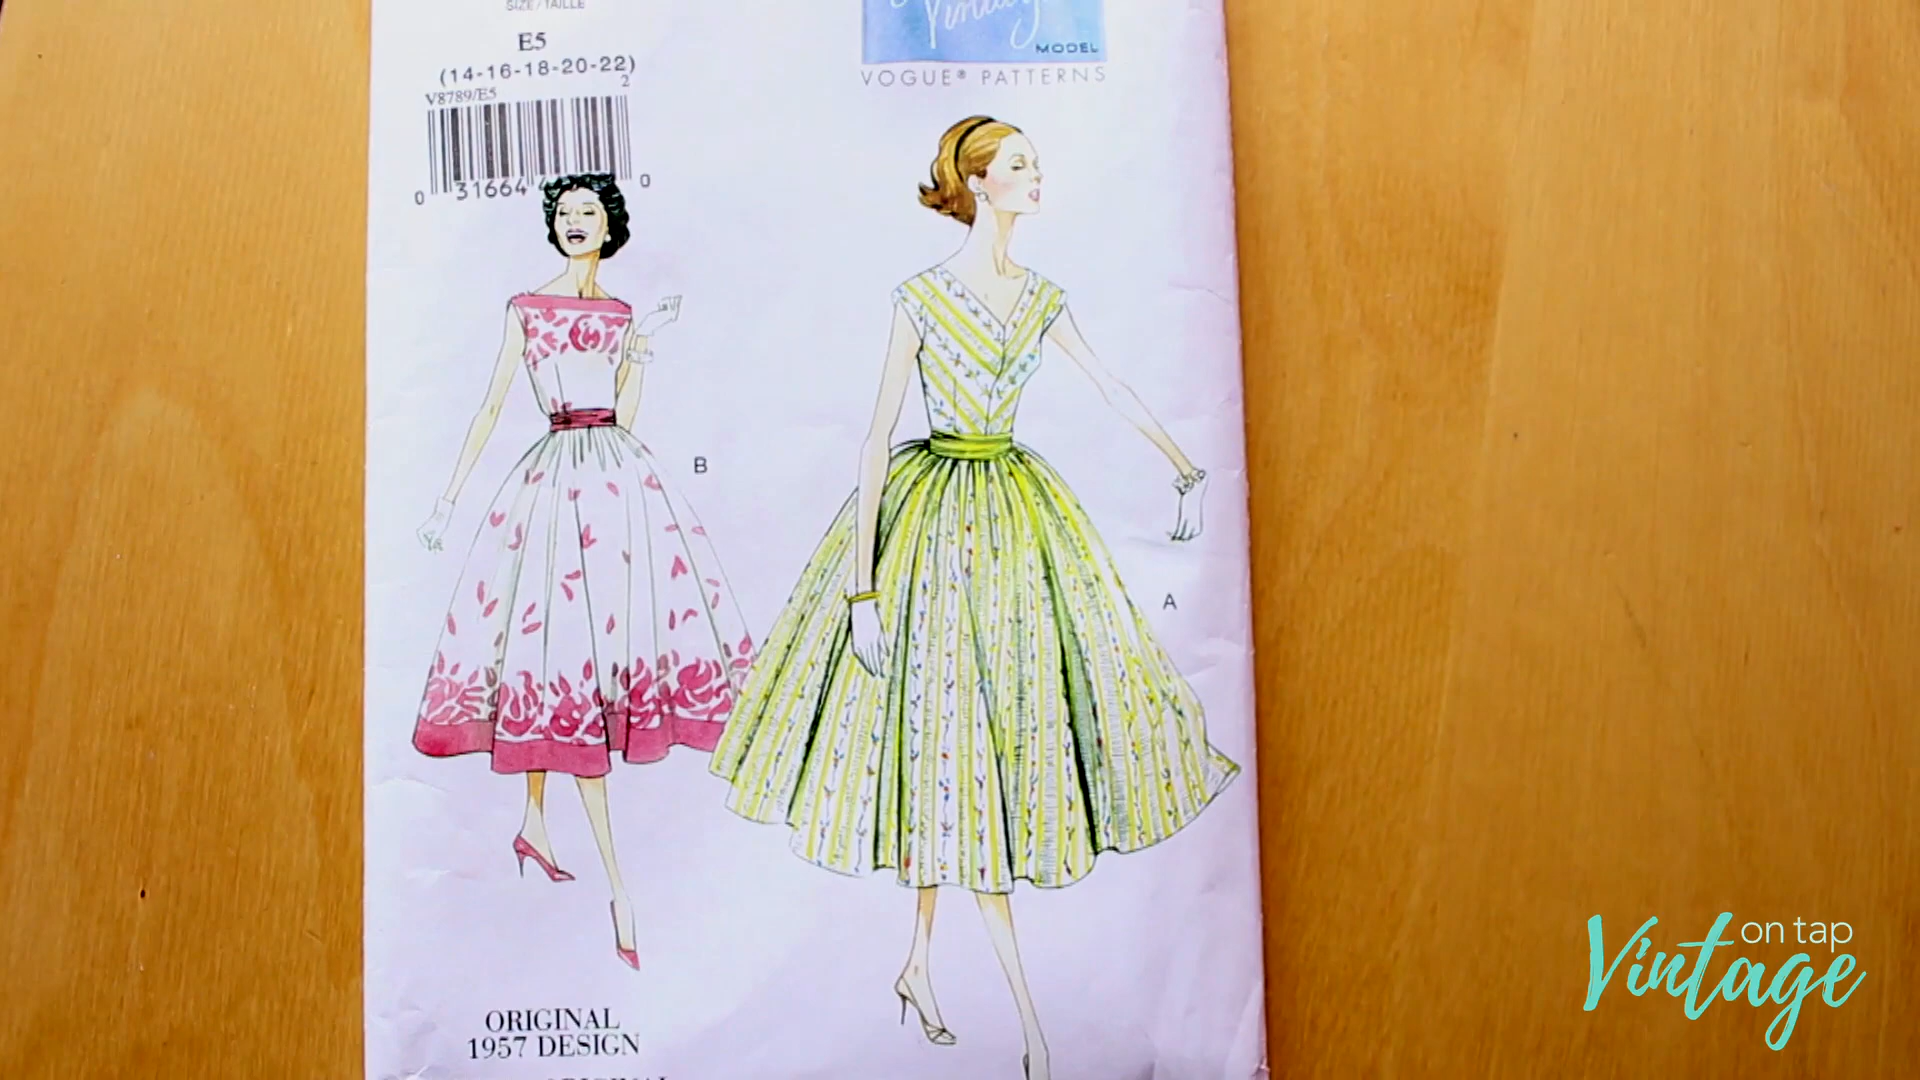 SIZE/TAILLE
E5
(14-16-18-20-22)
V8789/E5
2
0 31664 0
Vintage
MODEL
VOGUE® PATTERNS
B
A
ORIGINAL
1957 DESIGN
on tap
Vintage